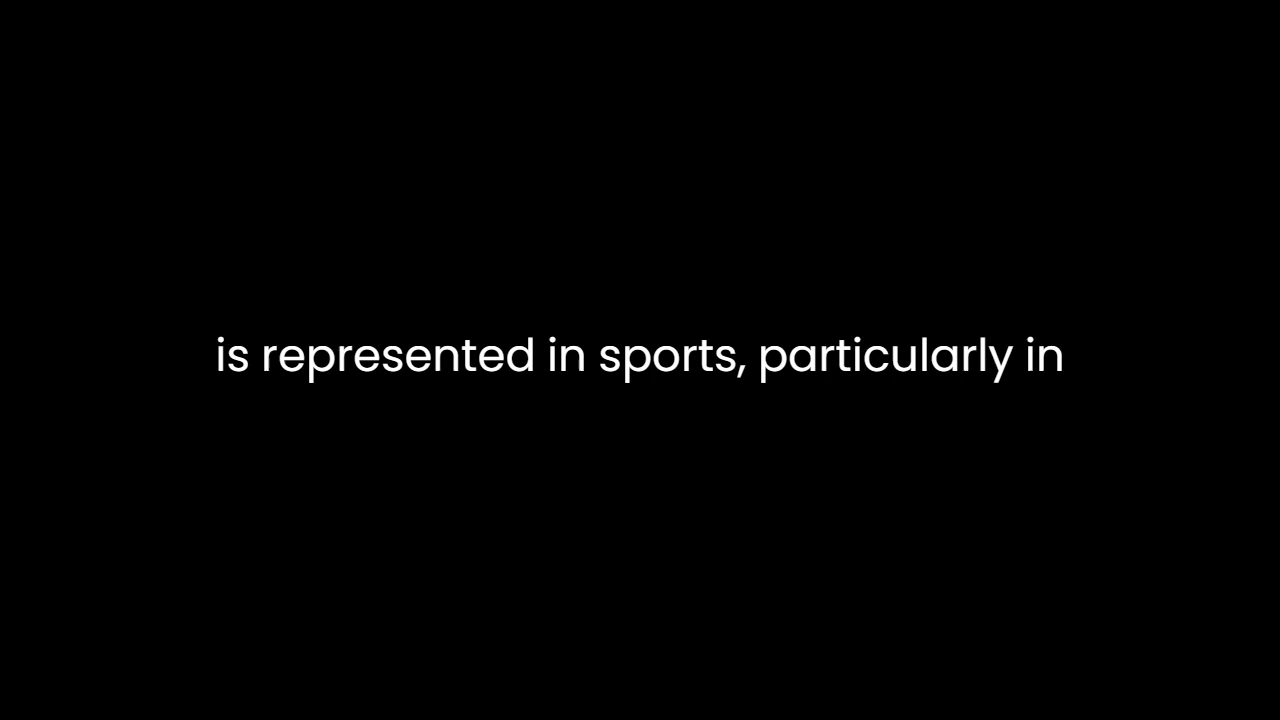 is represented in sports, particularly in